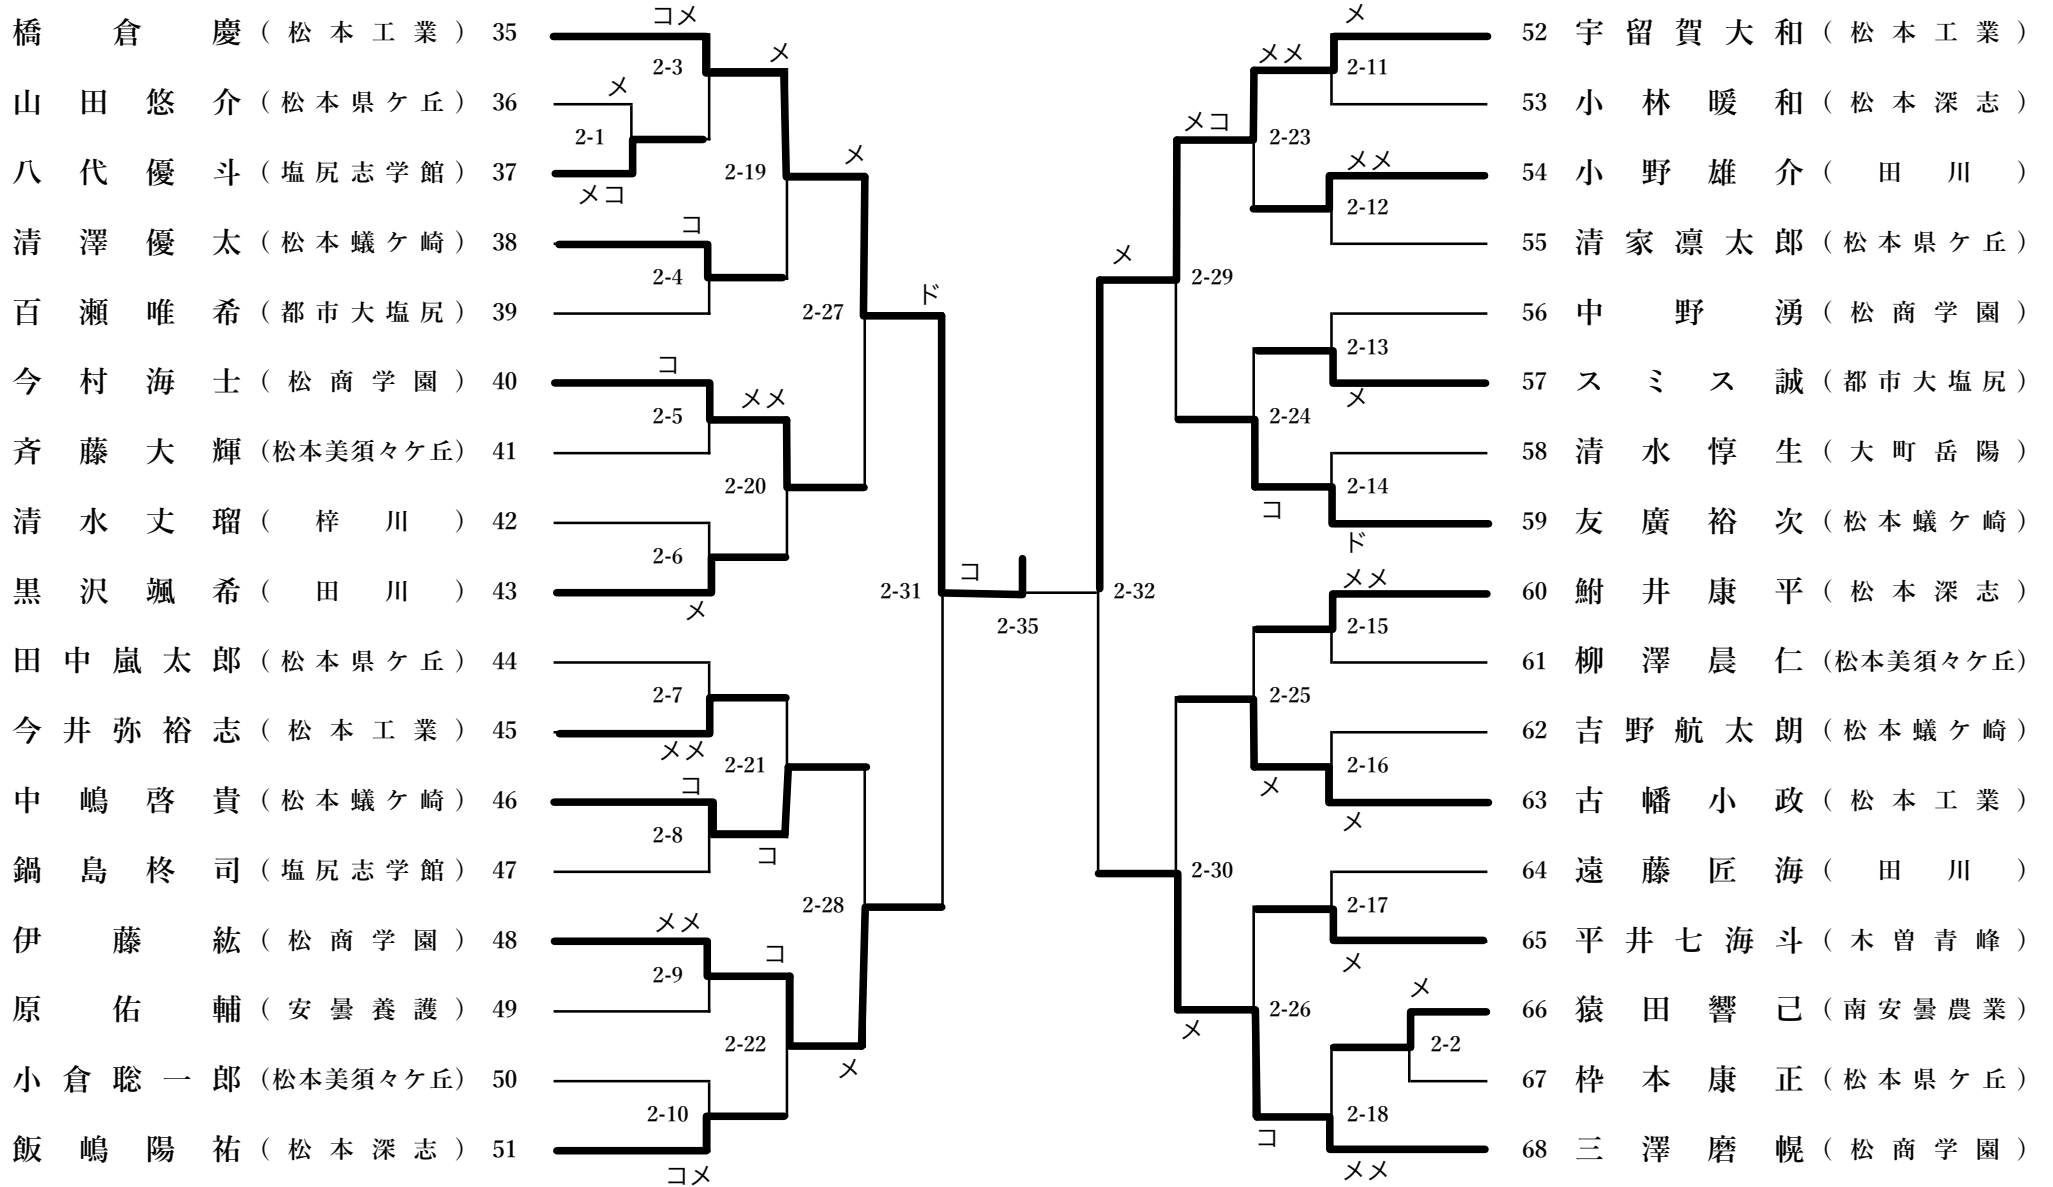 橋倉慶(松本工業) 35
山田悠介(松本県ケ丘) 36
八代優斗(塩尻志学館) 37
清澤優太(松本蟻ケ崎) 38
百瀬唯希(都市大塩尻) 39
今村海士(松商学園) 40
斉藤大輝(松本美須々ケ丘) 41
清水丈瑠(梓川) 42
黒沢颯希(田川) 43
田中嵐太郎(松本県ケ丘) 44
今井弥裕志(松本工業) 45
中嶋啓貴(松本蟻ケ崎) 46
鍋島柊司(塩尻志学館) 47
伊藤紘(松商学園) 48
原佑輔(安曇養護) 49
小倉聡一郎(松本美須々ケ丘) 50
飯嶋陽祐(松本深志) 51
コメ
2-3
メ
2-1
メコ
コ
2-4
コ
2-5
2-6
メ
2-7
メメ
コ
2-8
メメ
2-9
2-10
コメ
メ
2-19
メメ
2-20
2-21
コ
コ
2-22
メ
2-27
2-28
メ
ド
2-31
コ
2-35
メ
2-32
メコ
2-29
2-30
メ
メメ
2-23
2-24
コ
2-25
メ
2-26
コ
メ
2-11
メメ
2-12
2-13
メ
2-14
ド
メメ
2-15
2-16
メ
2-17
メ
メ
2-2
2-18
メメ
52 宇留賀大和(松本工業)
53 小林暖和(松本深志)
54 小野雄介(田川)
55 清家凛太郎(松本県ケ丘)
56 中野湧(松商学園)
57 スミス誠(都市大塩尻)
58 清水惇生(大町岳陽)
59 友廣裕次(松本蟻ケ崎)
60 鮒井康平(松本深志)
61 柳澤晨仁(松本美須々ケ丘)
62 吉野航太朗(松本蟻ケ崎)
63 古幡小政(松本工業)
64 遠藤匠海(田川)
65 平井七海斗(木曽青峰)
66 猿田響己(南安曇農業)
67 枠本康正(松本県ケ丘)
68 三澤磨幌(松商学園)